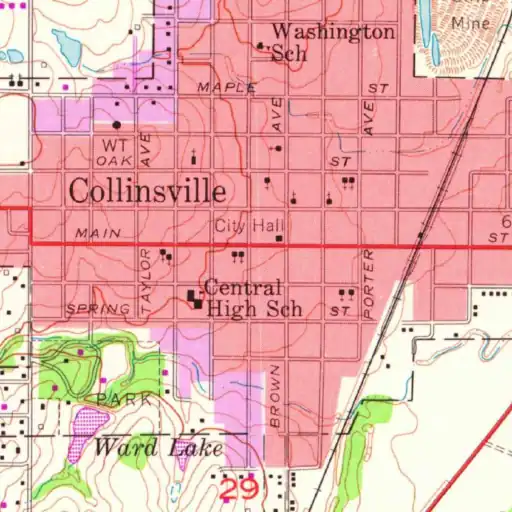 Mine
Washington
Sch
MAPLE ST
AVE
AVE
WT
OAK ST
AVE
Collinsville
City Hall
MAIN ST
6
TAYLOR
PORTER
Central
High Sch
SPRING ST
BROWN
PARK
Ward Lake
29